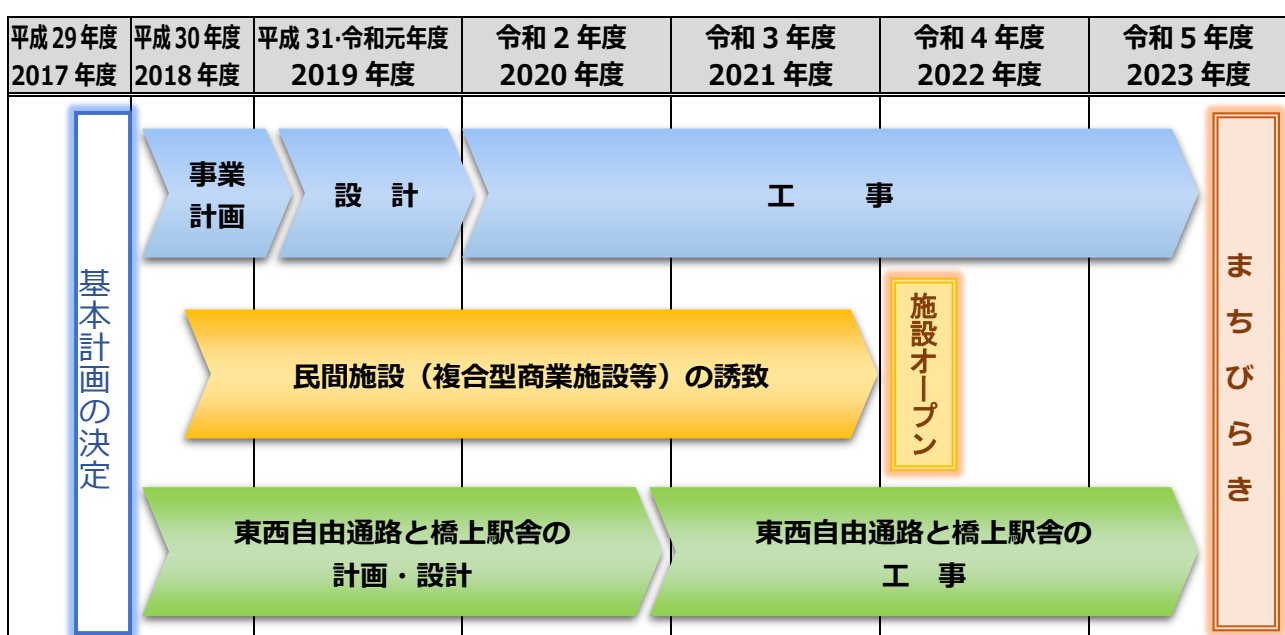 平成29年度
2017年度
平成30年度
2018年度
平成31･令和元年度
2019年度
令和2年度
2020年度
令和3年度
2021年度
令和4年度
2022年度
令和5年度
2023年度
基本計画の決定
事業
計画
設　計
工　　事
民間施設（複合型商業施設等）の誘致
施設オープン
東西自由通路と橋上駅舎の
計画・設計
東西自由通路と橋上駅舎の
工　事
まちびらき